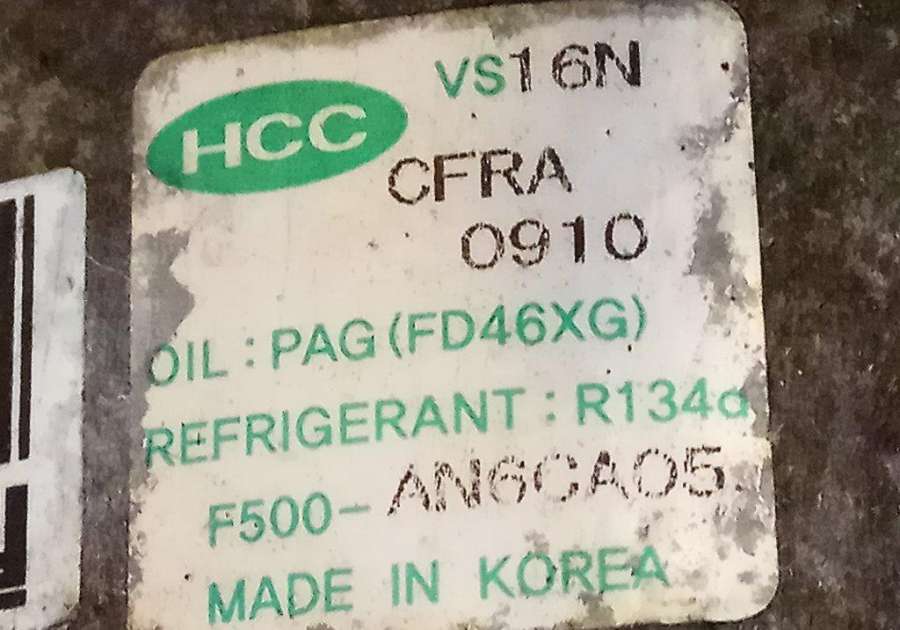 HCC VS16N
CFRA
0910
OIL : PAG (FD46XG)
REFRIGERANT : R134a
F500-AN6CA05
MADE IN KOREA